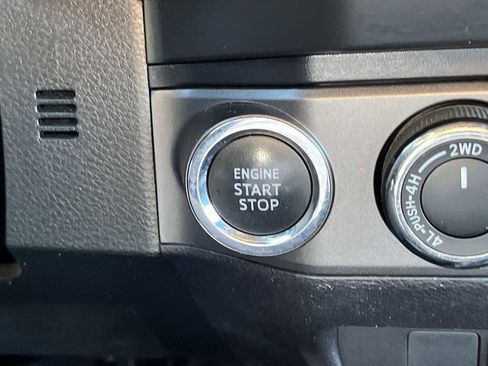 ENGINE
START
STOP
2WD
4L-PUSH-4H